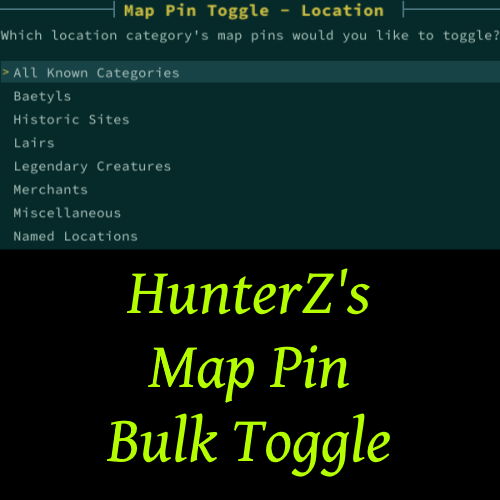 Map Pin Toggle - Location
Which location category's map pins would you like to toggle?
> All Known Categories
Baetyls
Historic Sites
Lairs
Legendary Creatures
Merchants
Miscellaneous
Named Locations
HunterZ's
Map Pin
Bulk Toggle